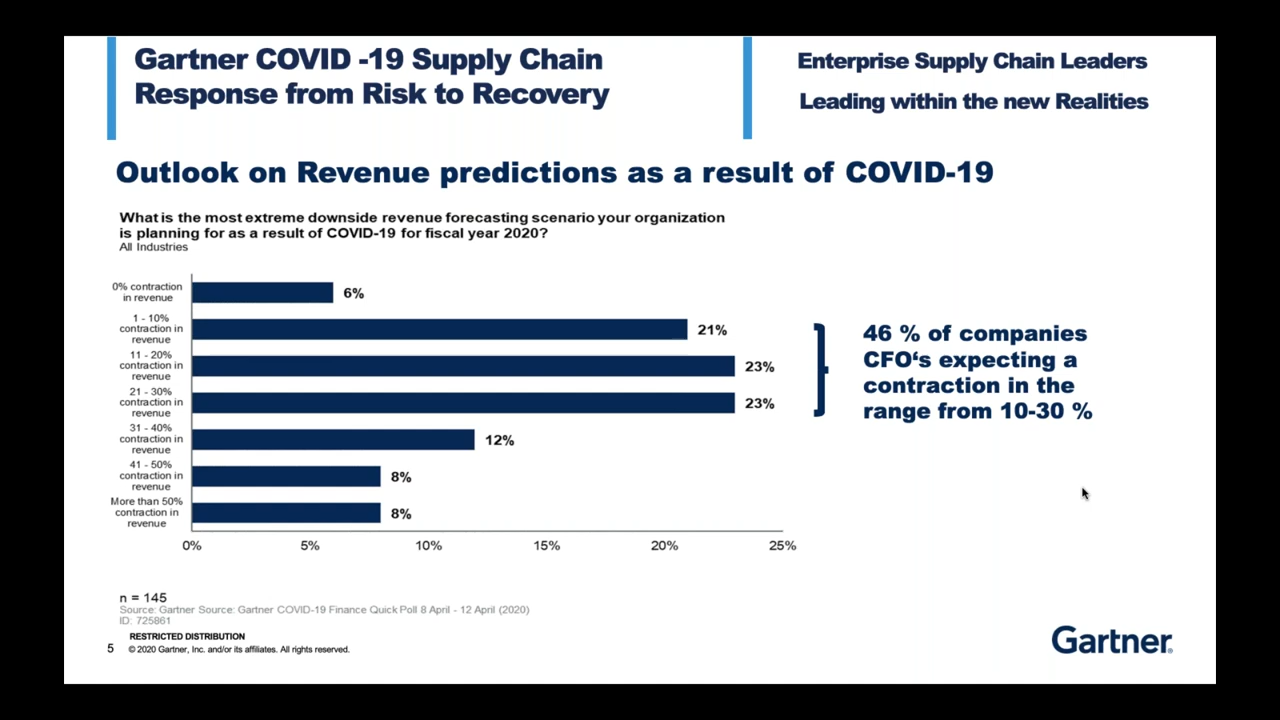 Gartner COVID -19 Supply Chain
Response from Risk to Recovery
Enterprise Supply Chain Leaders
Leading within the new Realities
Outlook on Revenue predictions as a result of COVID-19
What is the most extreme downside revenue forecasting scenario your organization
is planning for as a result of COVID-19 for fiscal year 2020?
All Industries
0% contraction
in revenue
6%
1 - 10%
contraction in
revenue
21%
11 - 20%
contraction in
revenue
23%
21 - 30%
contraction in
revenue
23%
31 - 40%
contraction in
revenue
12%
41 - 50%
contraction in
revenue
8%
More than 50%
contraction in
revenue
8%
0% 5% 10% 15% 20% 25%
46 % of companies
CFO‘s expecting a
contraction in the
range from 10-30 %
n = 145
Source: Gartner Source: Gartner COVID-19 Finance Quick Poll 8 April - 12 April (2020)
ID: 725861
RESTRICTED DISTRIBUTION
5 © 2020 Gartner, Inc. and/or its affiliates. All rights reserved.
Gartner®